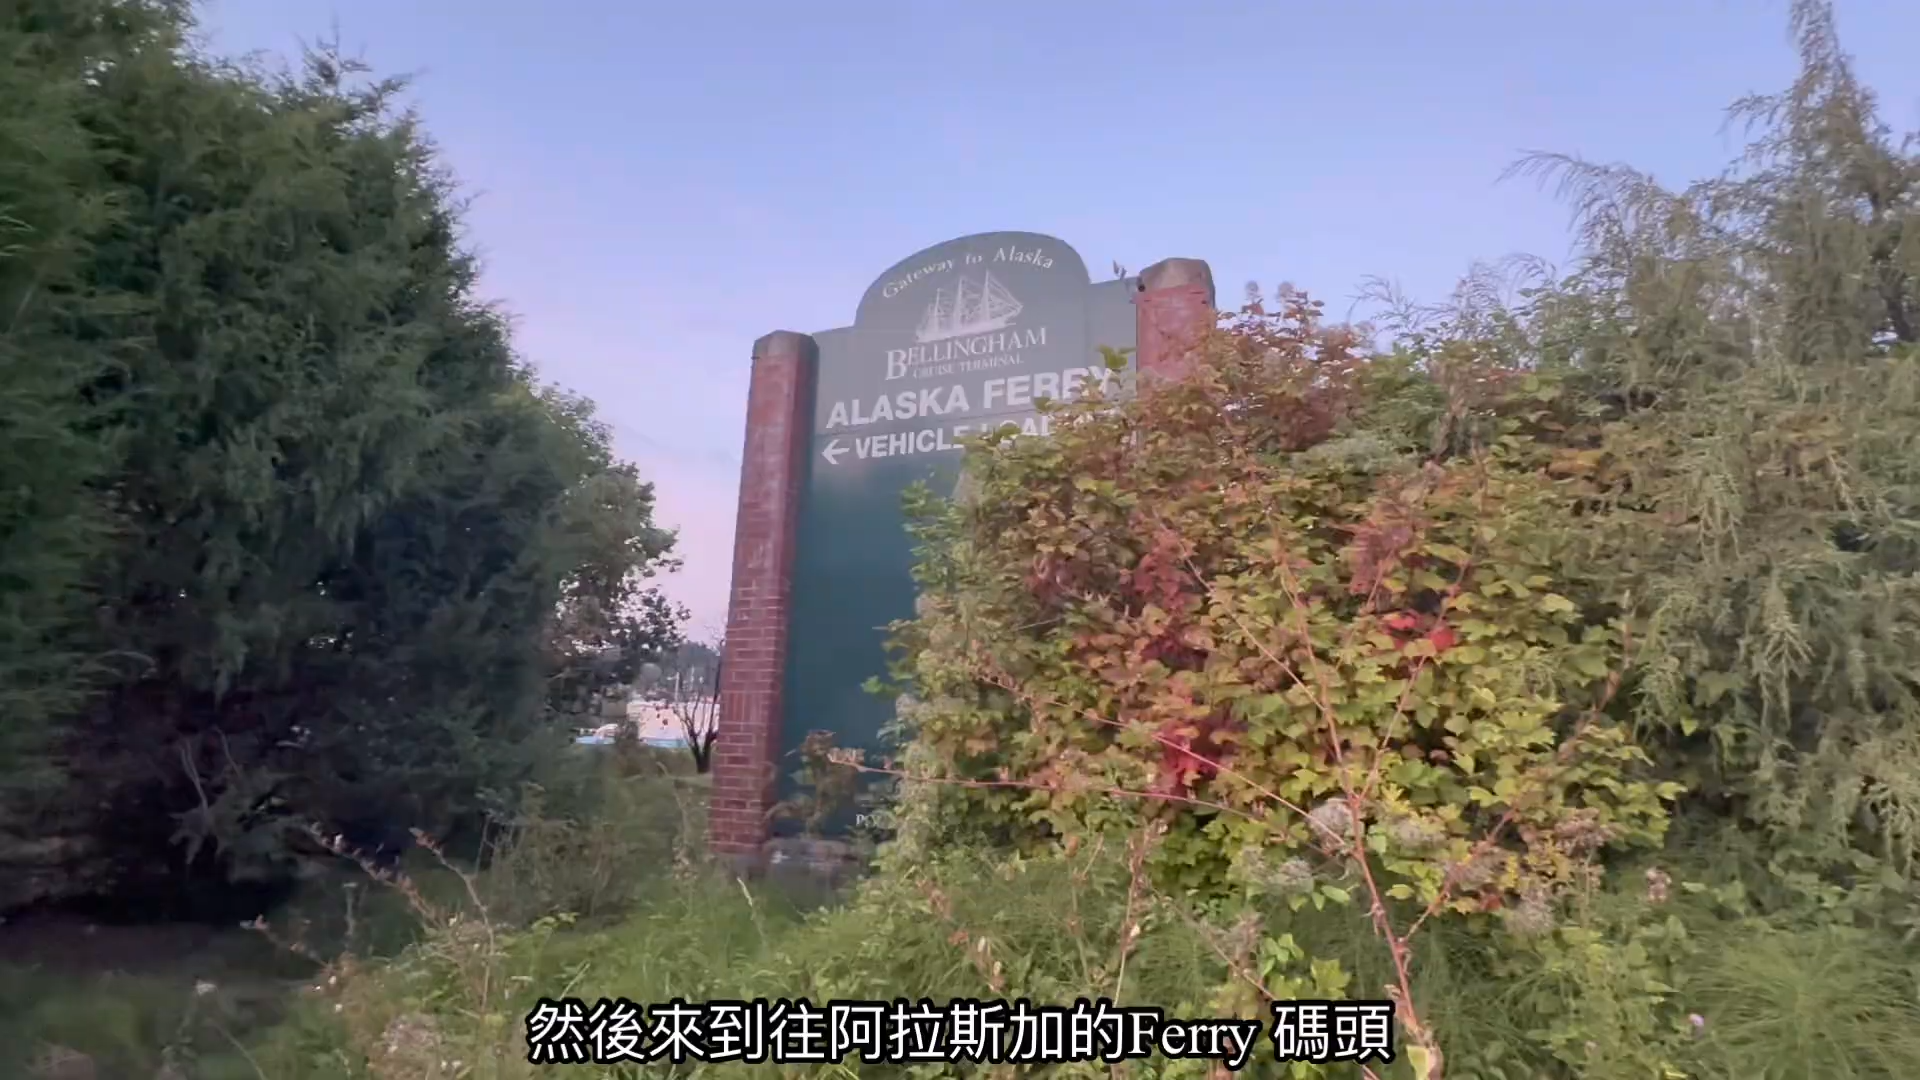 Gateway to Alaska
BELLINGHAM
CRUISE TERMINAL
ALASKA FERRY
←VEHICLE
然後來到往阿拉斯加的Ferry 碼頭